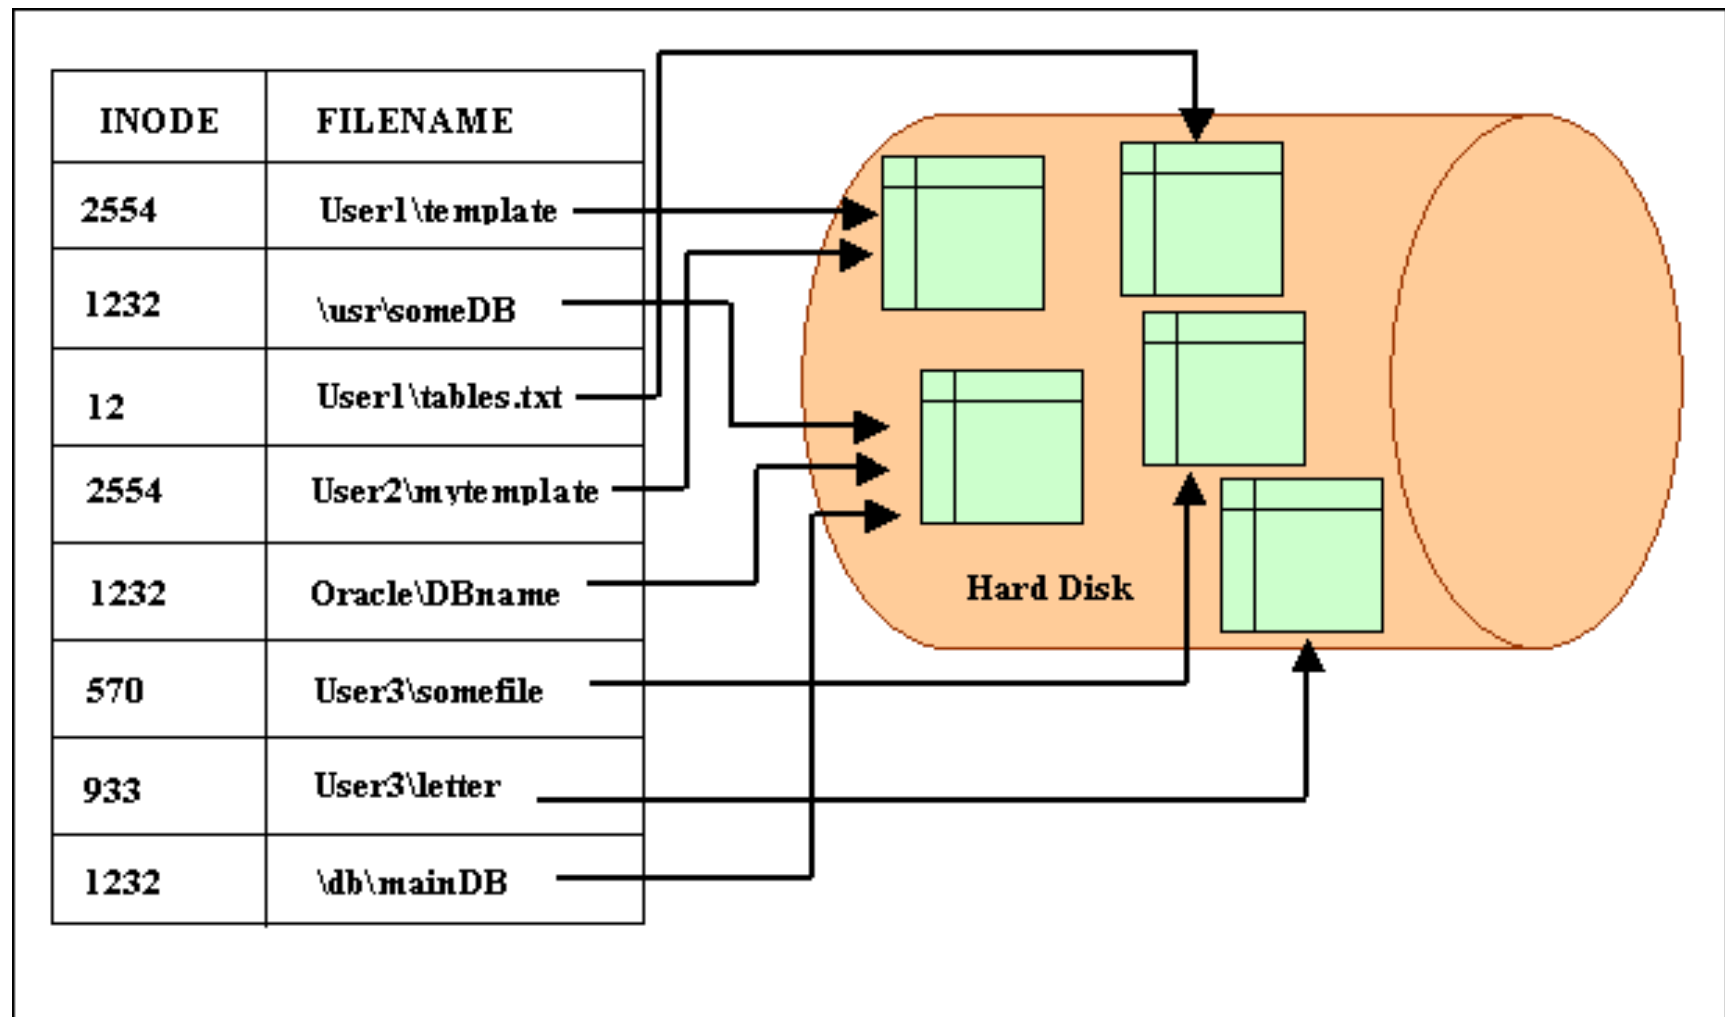 INODE FILENAME
2554 User1\template
1232 \usr\someDB
12 User1\tables.txt
2554 User2\mytemplate
1232 Oracle\DBname
570 User3\somefile
933 User3\letter
1232 \db\mainDB
Hard Disk